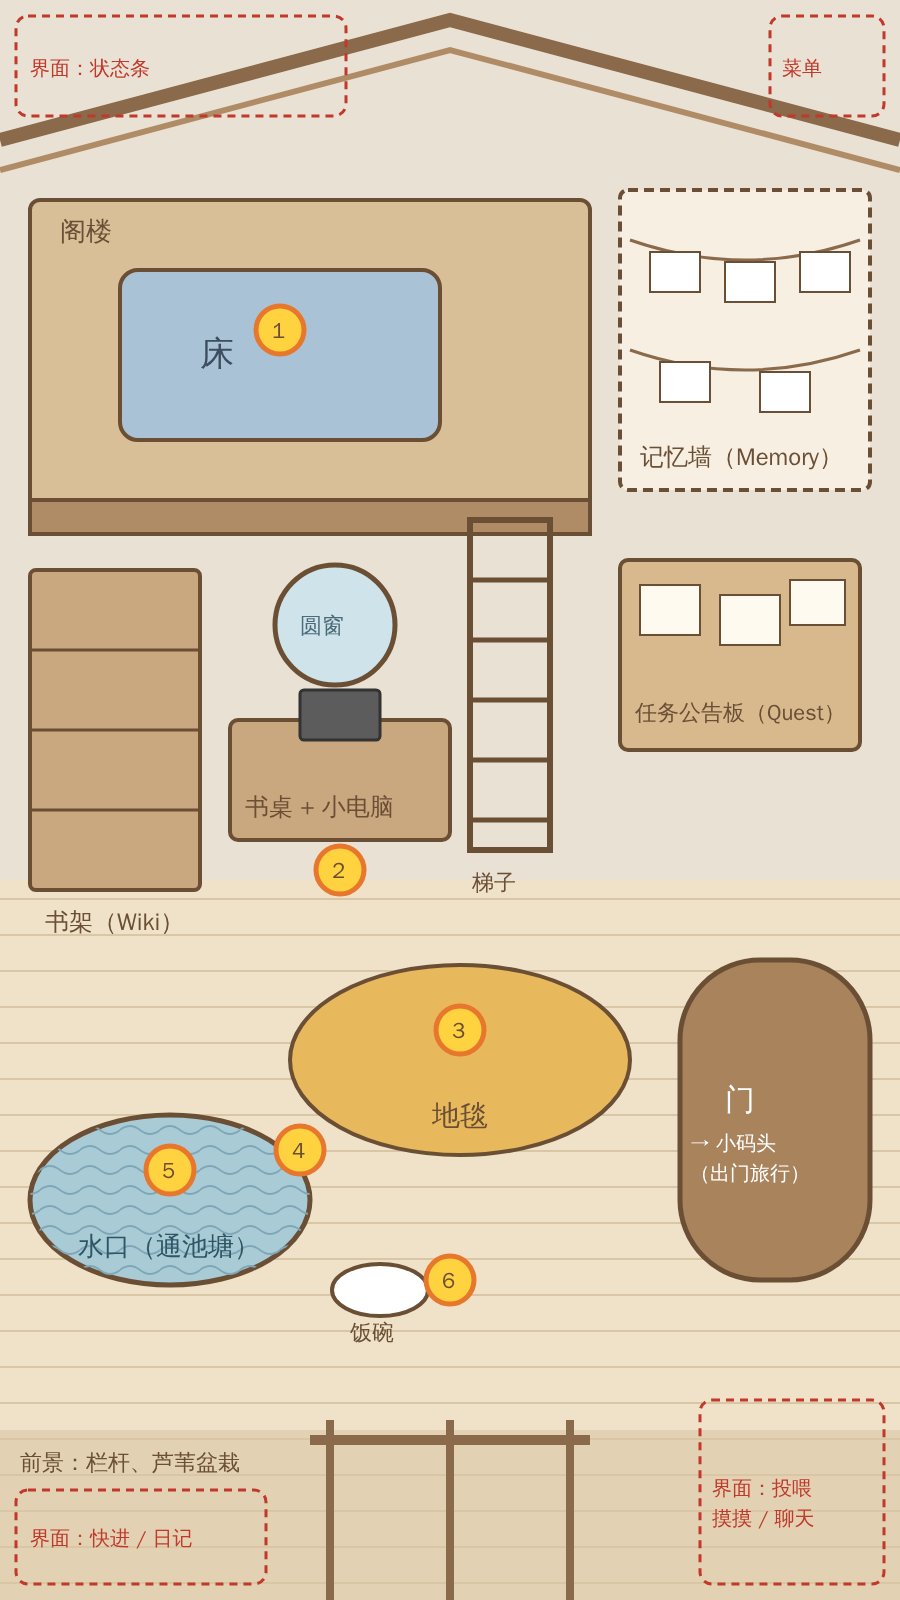 界面：状态条
菜单
阁楼
床
1
记忆墙（Memory）
圆窗
任务公告板（Quest）
书桌 + 小电脑
2
梯子
书架（Wiki）
3
地毯
门
→ 小码头
（出门旅行）
4
5
水口（通池塘）
6
饭碗
前景：栏杆、芦苇盆栽
界面：快进 / 日记
界面：投喂
摸摸 / 聊天